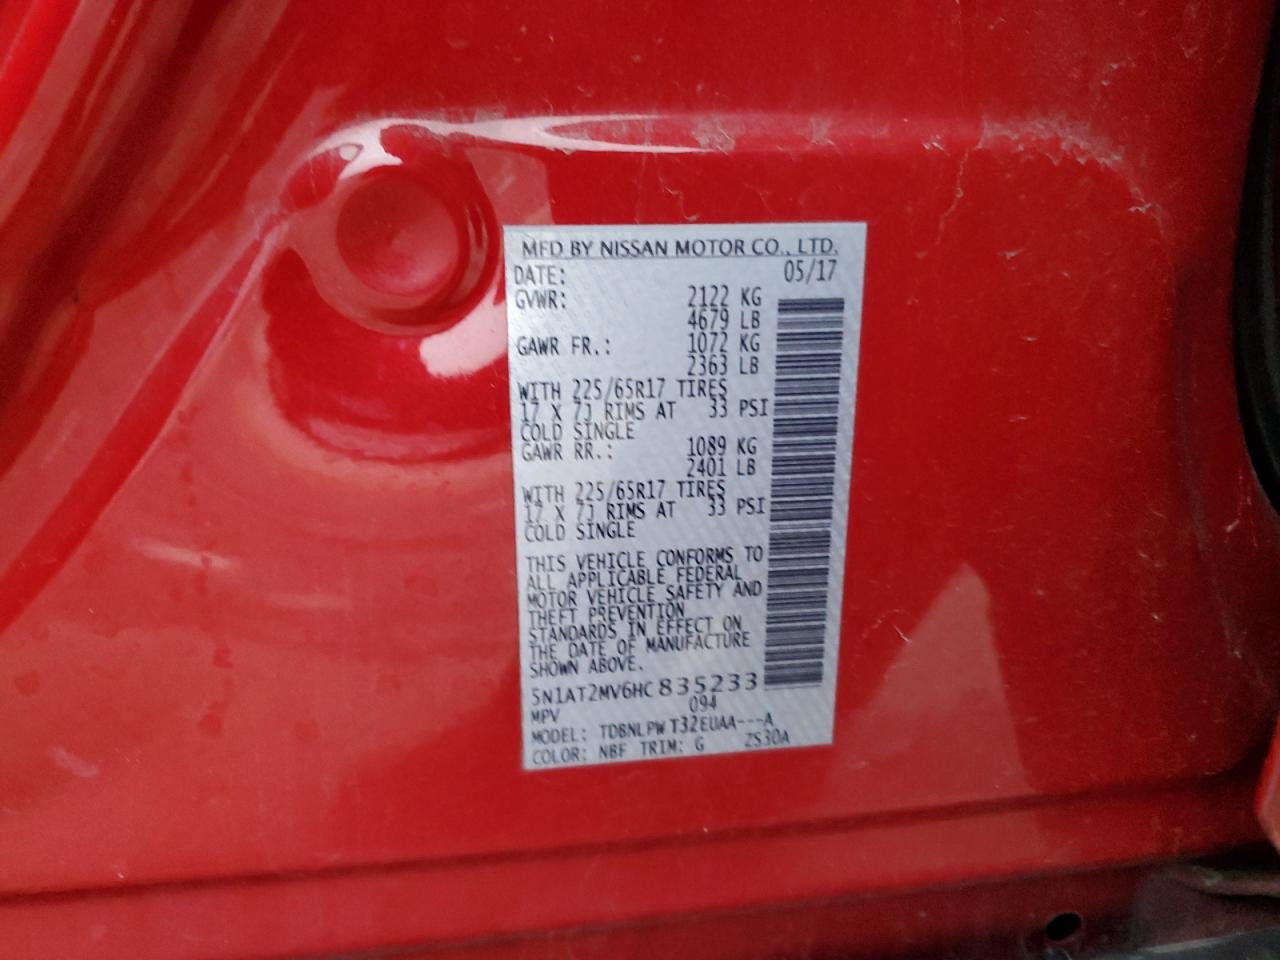 MFD BY NISSAN MOTOR CO., LTD.
DATE: 05/17
GVWR: 2122 KG
4679 LB
GAWR FR.: 1072 KG
2363 LB
WITH 225/65R17 TIRES
17 X 7J RIMS AT 33 PSI
COLD SINGLE
GAWR RR.: 1089 KG
2401 LB
WITH 225/65R17 TIRES
17 X 7J RIMS AT 33 PSI
COLD SINGLE
THIS VEHICLE CONFORMS TO
ALL APPLICABLE FEDERAL
MOTOR VEHICLE SAFETY AND
THEFT PREVENTION
STANDARDS IN EFFECT ON
THE DATE OF MANUFACTURE
SHOWN ABOVE.
5N1AT2MV6HC835233
MPV 094
MODEL: TDBNLPW T32EUAA---A
COLOR: NBF TRIM: G ZS30A